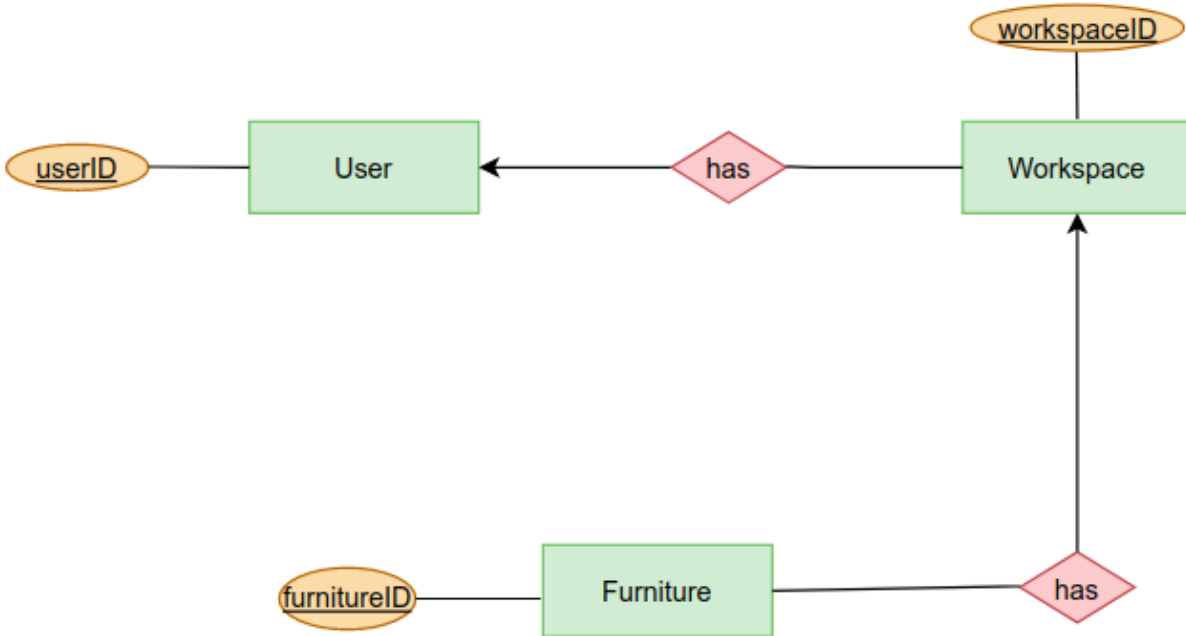 workspaceID
userID
User
has
Workspace
furnitureID
Furniture
has